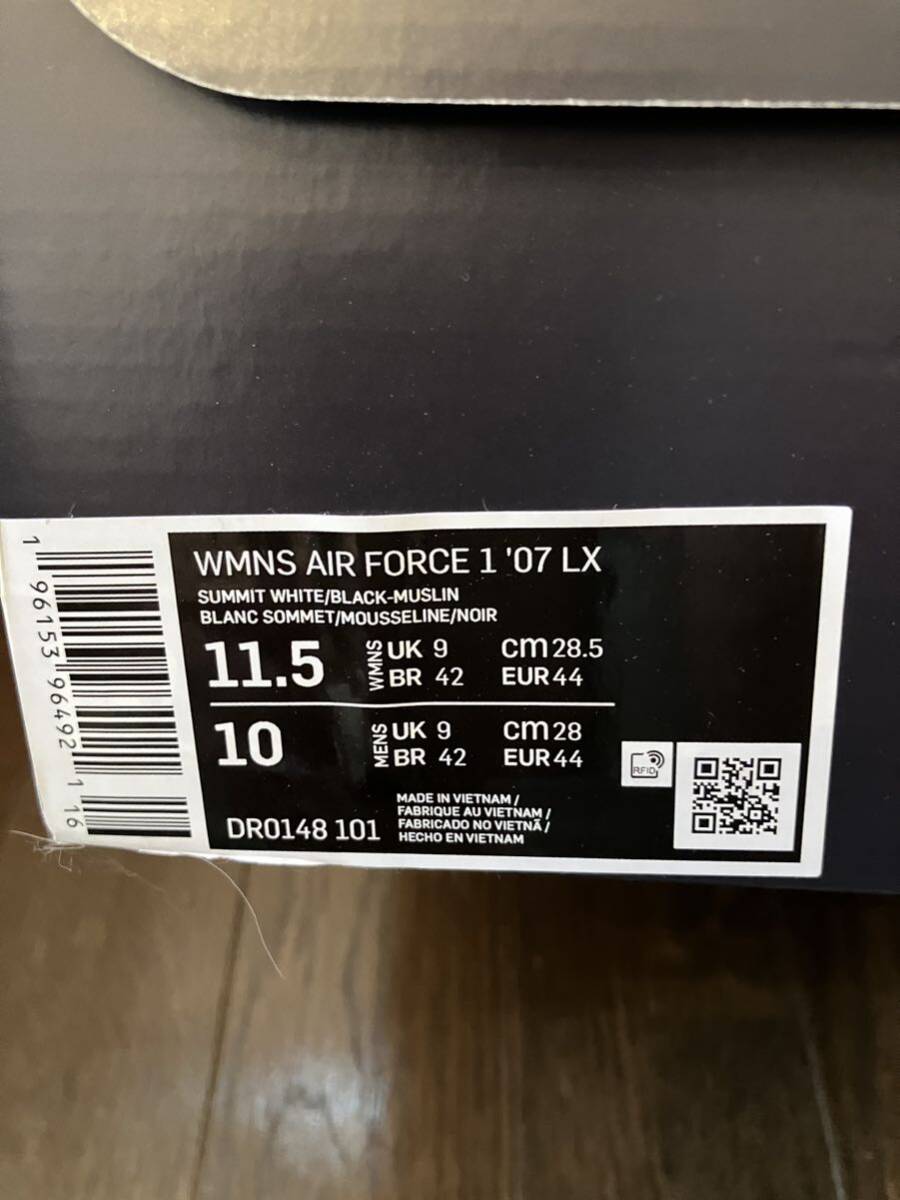 WMNS AIR FORCE 1 '07 LX
SUMMIT WHITE/BLACK-MUSLIN
BLANC SOMMET/MOUSSELINE/NOIR
11.5 WMNS UK 9 cm 28.5
BR 42 EUR 44
10 MENS UK 9 cm 28
BR 42 EUR 44
RFID
DR0148 101
MADE IN VIETNAM /
FABRIQUE AU VIETNAM /
FABRICADO NO VIETNÃ /
HECHO EN VIETNAM
1 96153 96492 1 16